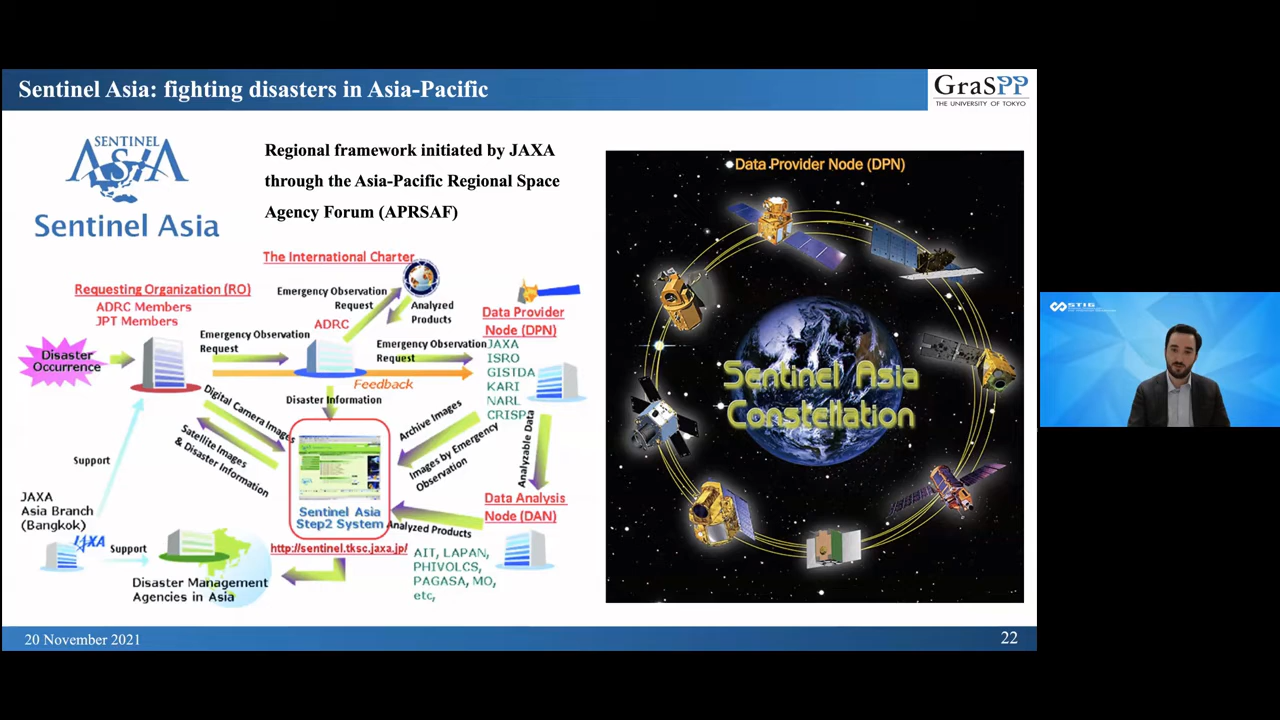 Sentinel Asia: fighting disasters in Asia-Pacific
GraSPP
THE UNIVERSITY OF TOKYO
SENTINEL
ASIA
Sentinel Asia
Regional framework initiated by JAXA
through the Asia-Pacific Regional Space
Agency Forum (APRSAF)
The International Charter
Requesting Organization (RO)
ADRC Members
JPT Members
Emergency Observation
Request
Analyzed
Products
Data Provider
Node (DPN)
ADRC
Disaster
Occurrence
Emergency Observation
Request
Emergency Observation
Request
JAXA
ISRO
GISTDA
KARI
NARL
CRISP
Feedback
Disaster Information
Digital Camera Images
Satellite Images
& Disaster Information
Archive Images
Images by Emergency
Observation
Analyzable Data
Support
Sentinel Asia
Step2 System
Data Analysis
Node (DAN)
Analyzed Products
JAXA
Asia Branch
(Bangkok)
JAXA
Support
http://sentinel.tksc.jaxa.jp/
AIT, LAPAN,
PHIVOLCS,
PAGASA, MO,
etc,
Disaster Management
Agencies in Asia
Data Provider Node (DPN)
Sentinel Asia
Constellation
STIG
20 November 2021
22